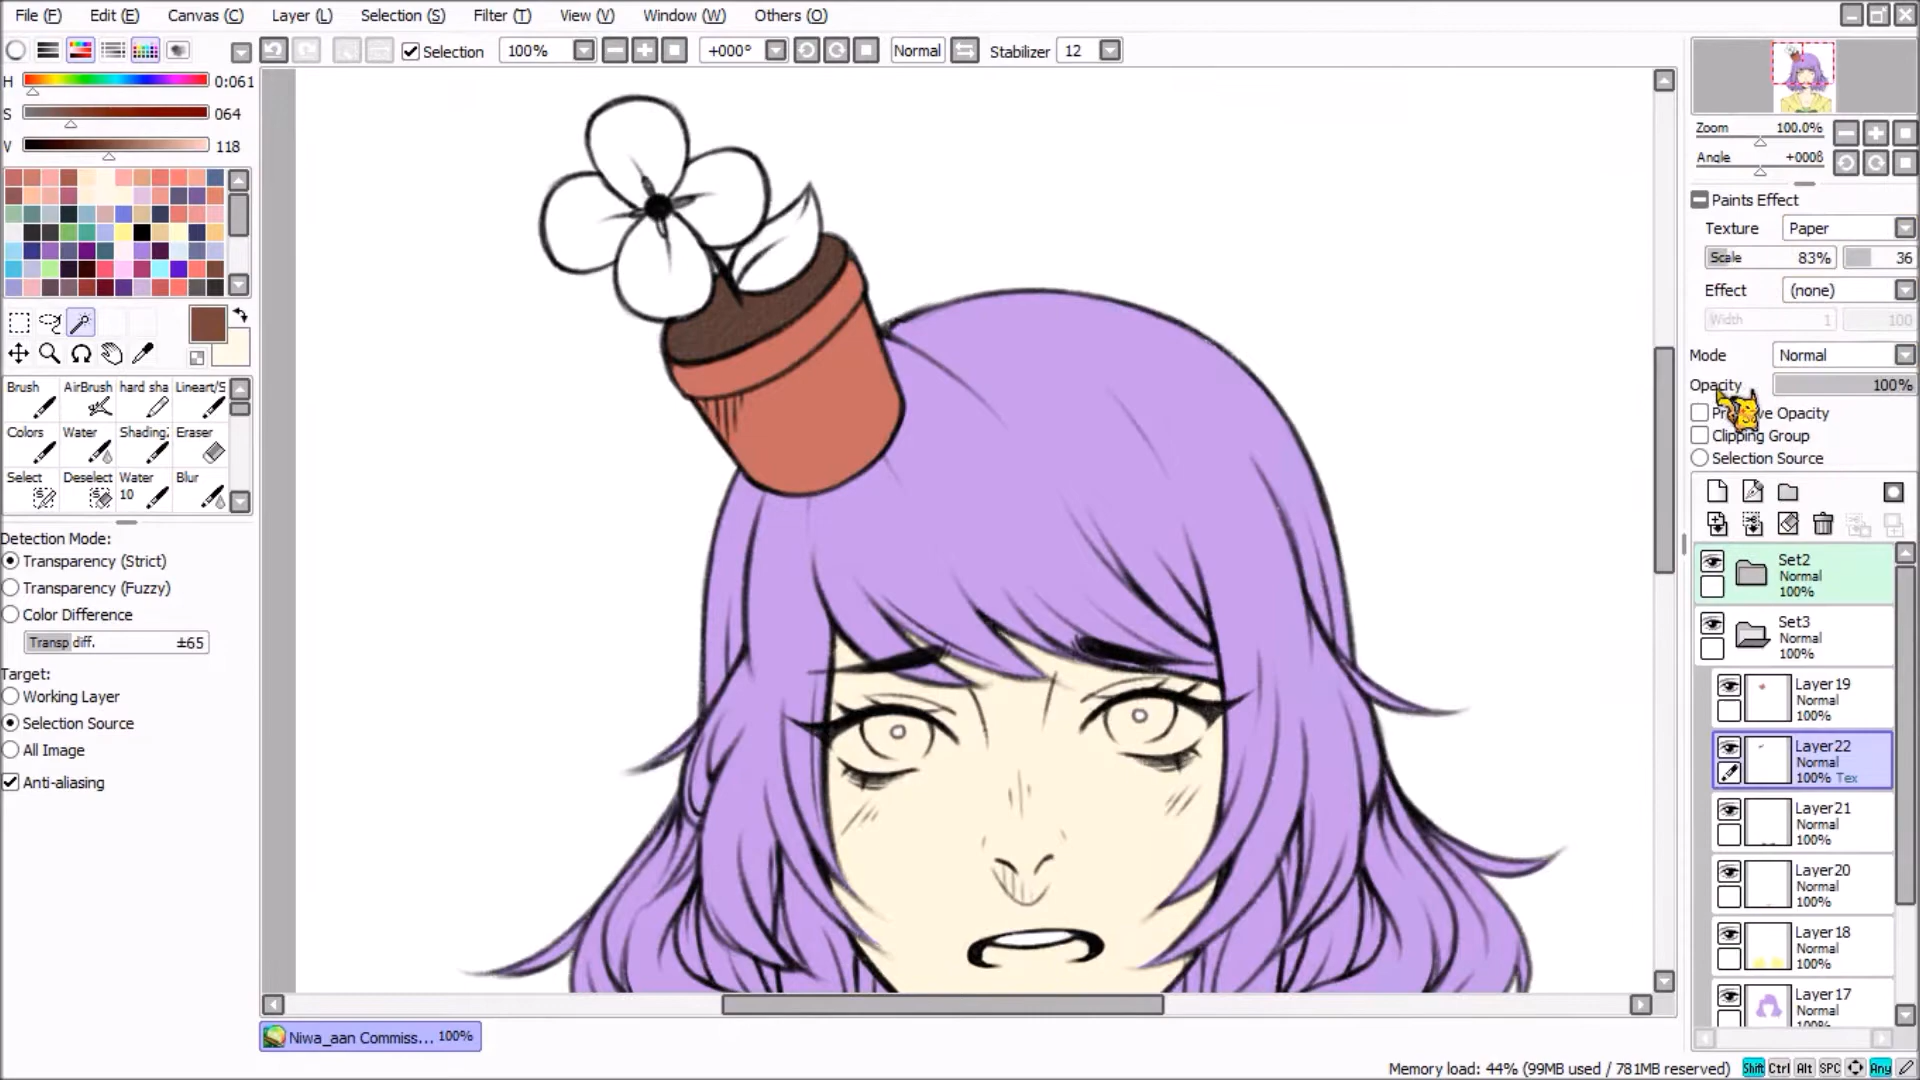 File (F) Edit (E) Canvas (C) Layer (L) Selection (S) Filter (T) View (V) Window (W) Others (O)
Selection 100% +000° Normal Stabilizer 12
H 0:061
S 064
V 118
Brush AirBrush hard sha Lineart/S
Colors Water Shading: Eraser
Select Deselect Water 10 Blur
Detection Mode:
Transparency (Strict)
Transparency (Fuzzy)
Color Difference
Transp diff. ±65
Target:
Working Layer
Selection Source
All Image
Anti-aliasing
Zoom 100.0%
Angle
Paints Effect
Texture Paper
Scale 83% 36
Effect (none)
Width 1 100
Mode Normal
Opacity 100%
Opacity
Clipping Group
Selection Source
Set2
Normal
100%
Set3
Normal
100%
Layer19
Normal
100%
Layer22
Normal
100% Tex
Layer21
Normal
100%
Layer20
Normal
100%
Layer18
Normal
100%
Layer17
Normal
100%
Niwa_aan Commiss... 100%
Memory load: 44% (99MB used / 781MB reserved) Shift Ctrl Alt SPC Any